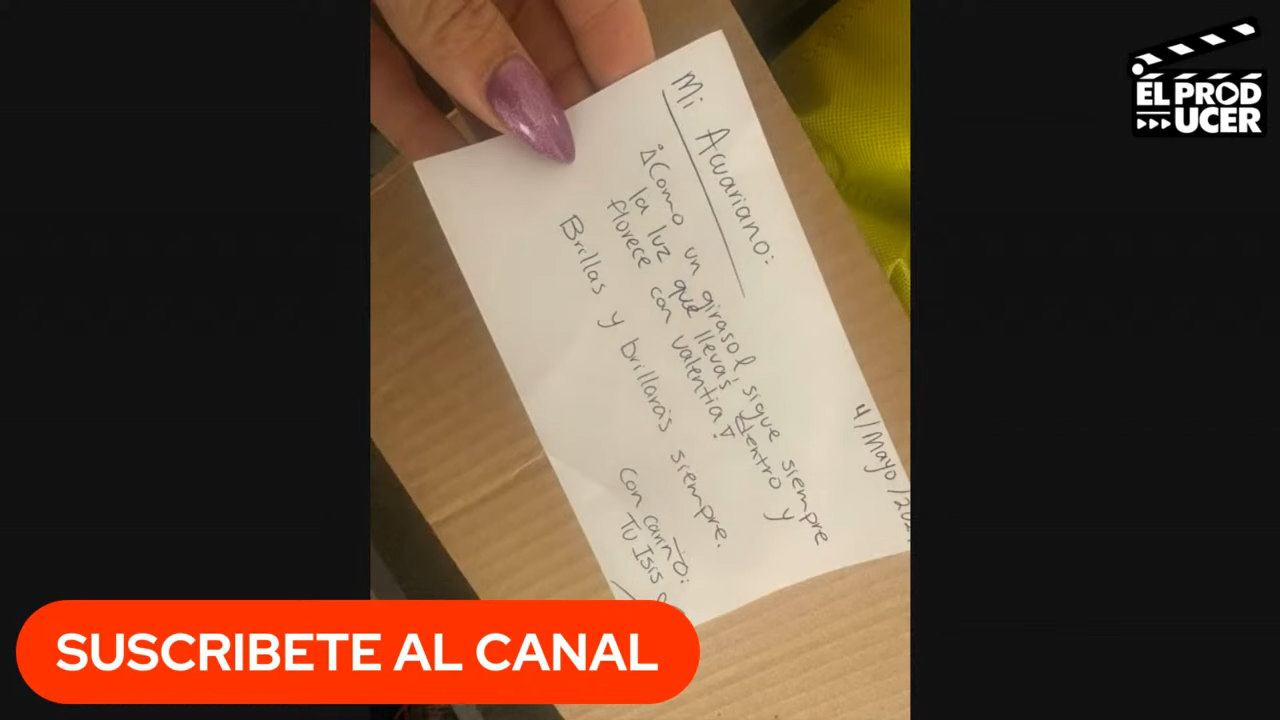 EL PROD
UCER
4/Mayo/202
Mi Acuariano:
¡Como un girasol, sigue siempre
la luz que llevas dentro y
florece con valentia!
Brillas y brillarás siempre.
Con cariño:
Tu Isis
SUSCRIBETE AL CANAL